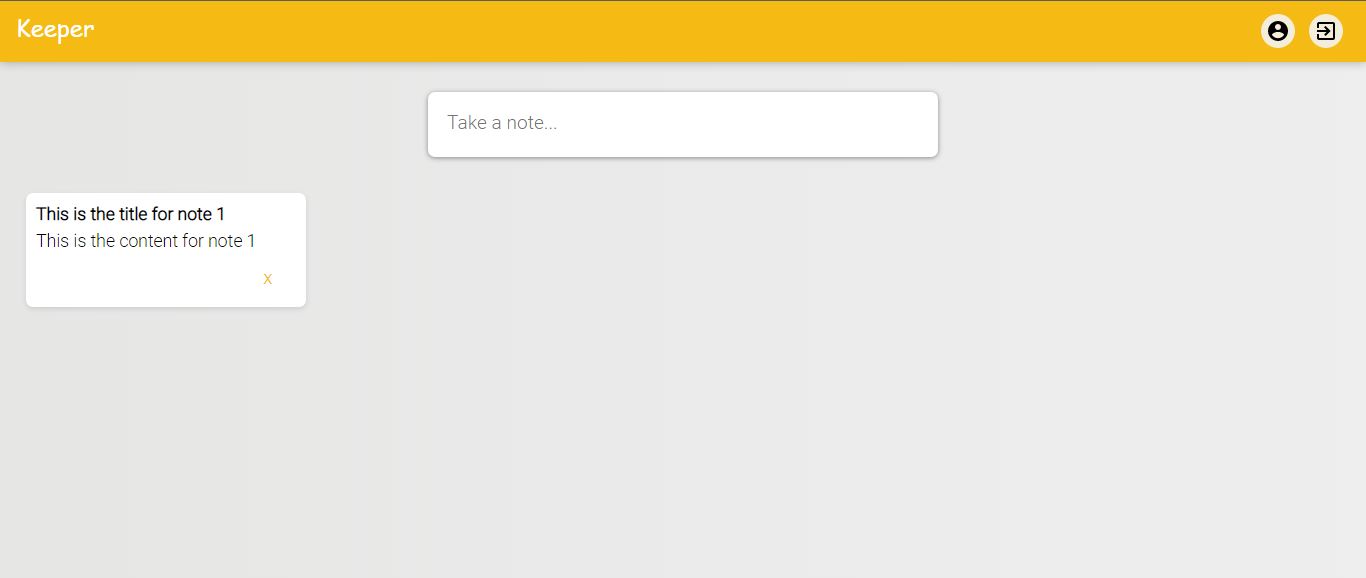 Keeper
Take a note...
This is the title for note 1
This is the content for note 1
X